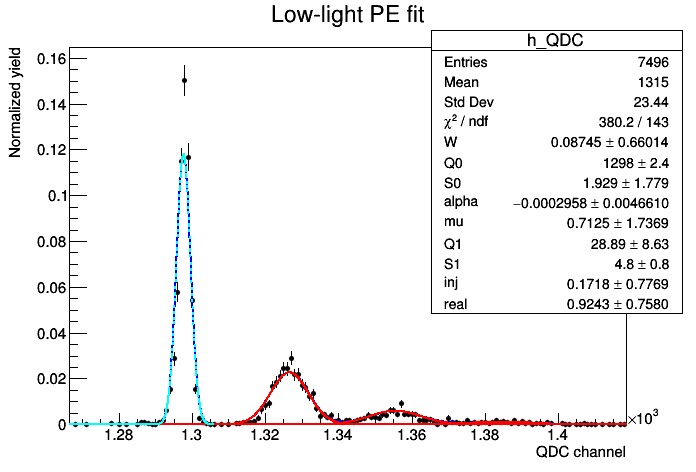 Low-light PE fit
h_QDC
Entries 7496
Mean 1315
Std Dev 23.44
χ² / ndf 380.2 / 143
W 0.08745 ± 0.66014
Q0 1298 ± 2.4
S0 1.929 ± 1.779
alpha −0.0002958 ± 0.0046610
mu 0.7125 ± 1.7369
Q1 28.89 ± 8.63
S1 4.8 ± 0.8
inj 0.1718 ± 0.7769
real 0.9243 ± 0.7580
Normalized yield
0.16
0.14
0.12
0.1
0.08
0.06
0.04
0.02
0
1.28 1.3 1.32 1.34 1.36 1.38 1.4
×10³
QDC channel